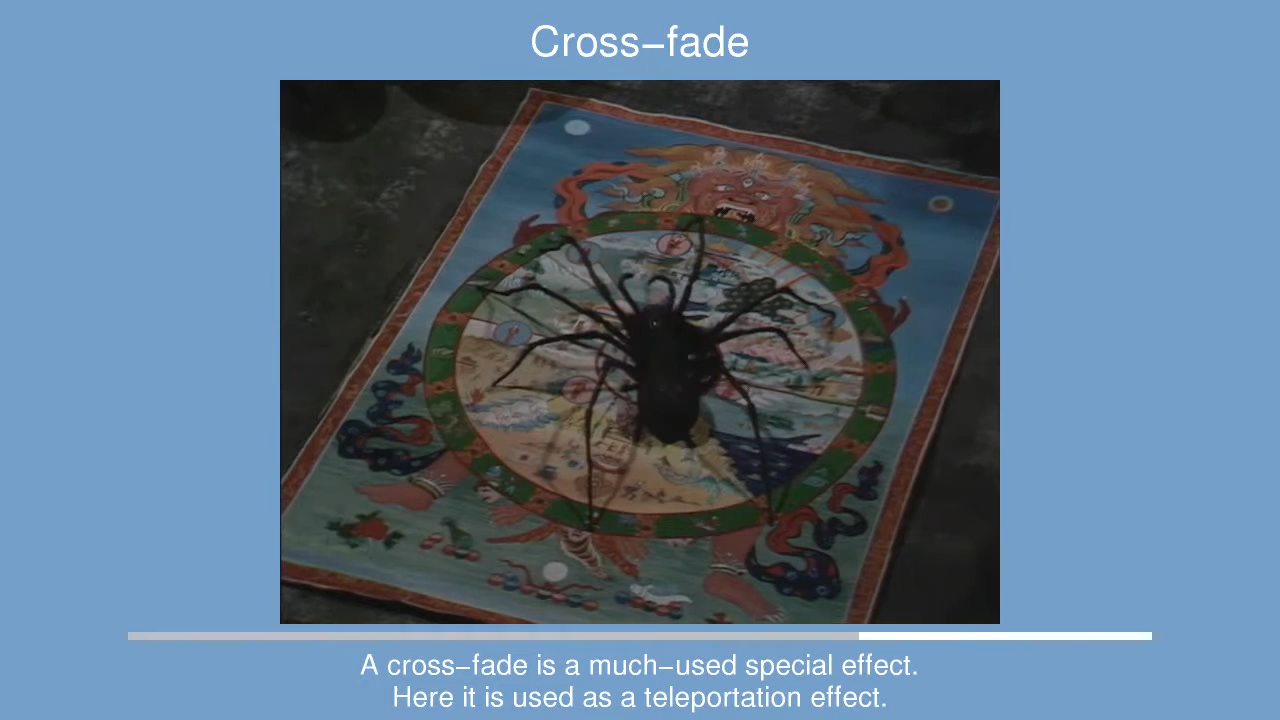 Cross–fade
A cross–fade is a much–used special effect.
Here it is used as a teleportation effect.